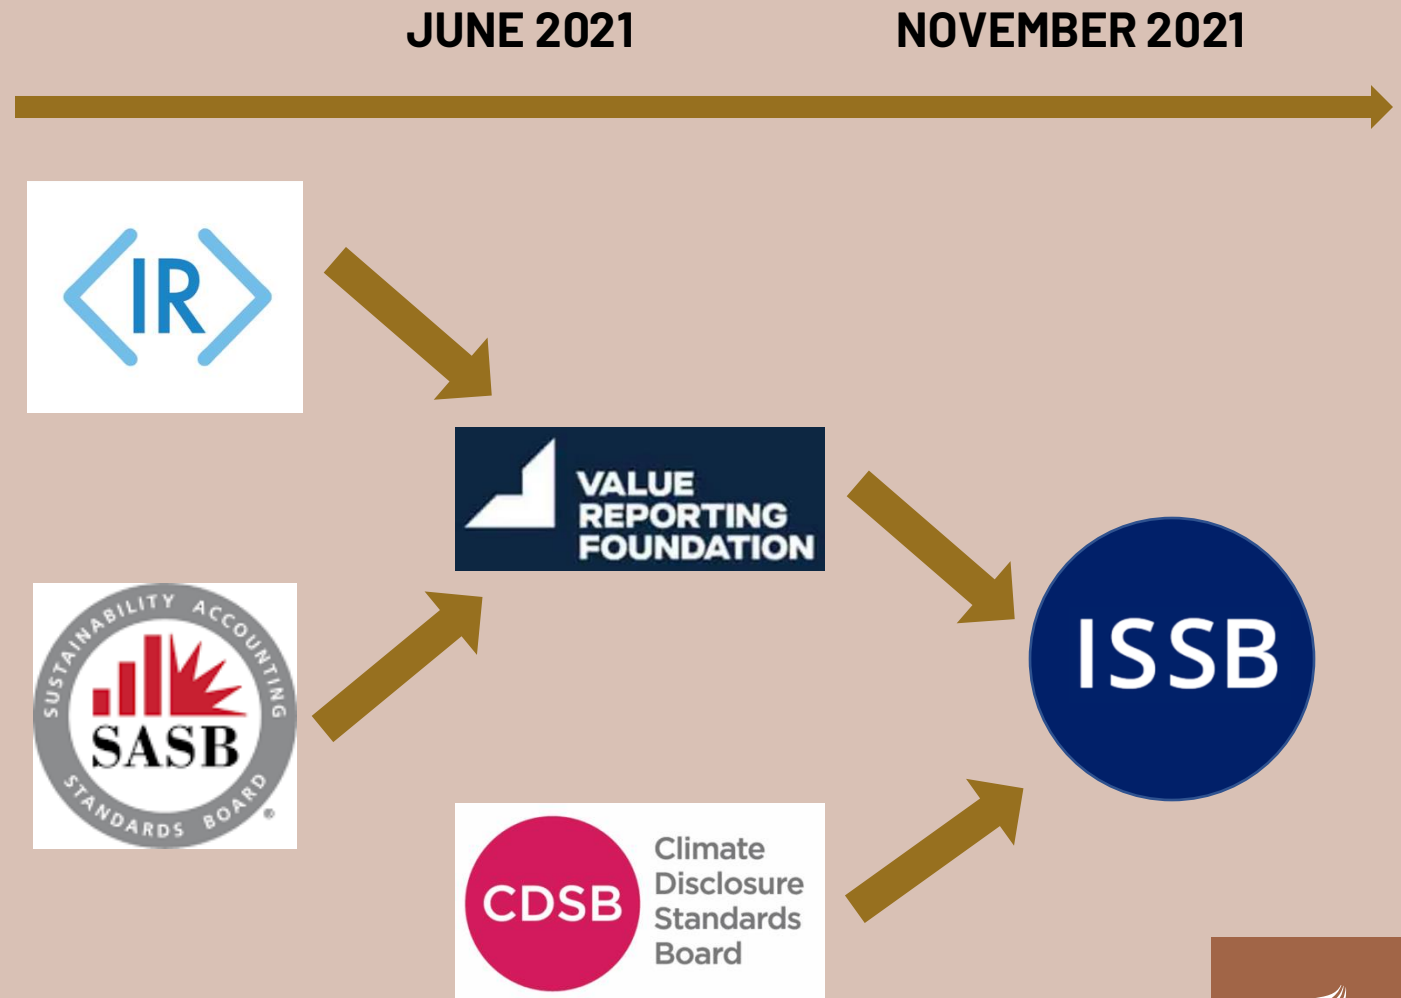 JUNE 2021
NOVEMBER 2021
<IR>
VALUE
REPORTING
FOUNDATION
SUSTAINABILITY ACCOUNTING
SASB
STANDARDS BOARD
®
ISSB
CDSB
Climate
Disclosure
Standards
Board